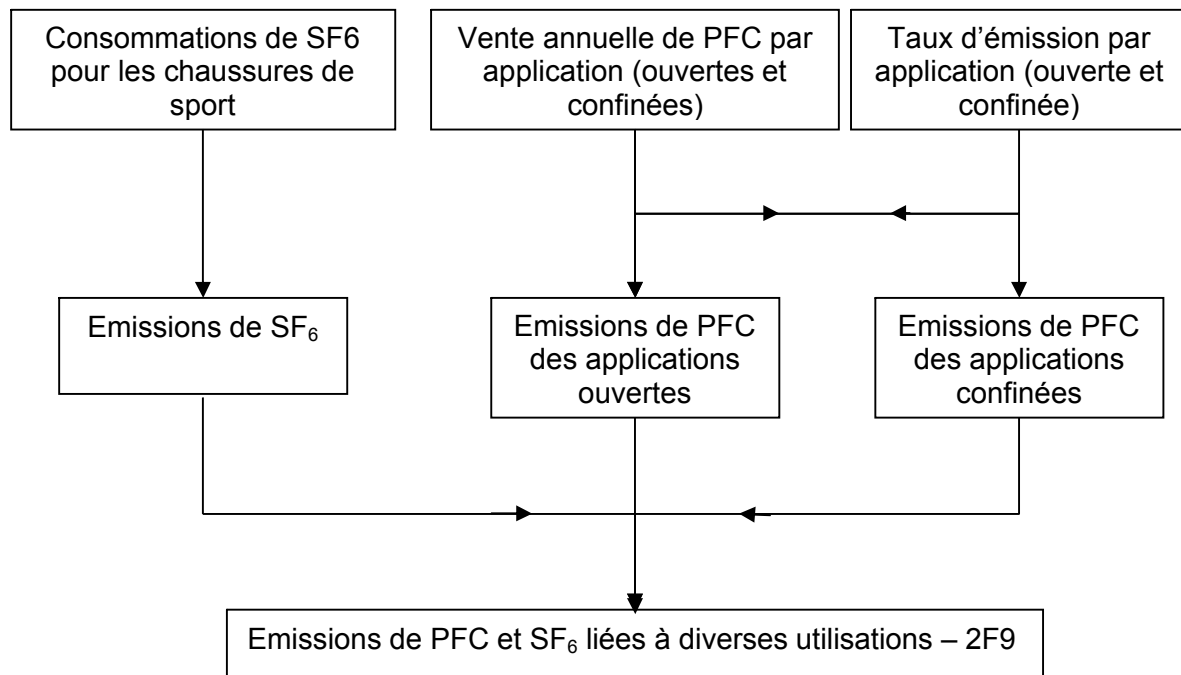 Consommations de SF6
pour les chaussures de
sport
Vente annuelle de PFC par
application (ouvertes et
confinées)
Taux d’émission par
application (ouverte et
confinée)
Emissions de SF₆
Emissions de PFC
des applications
ouvertes
Emissions de PFC
des applications
confinées
Emissions de PFC et SF₆ liées à diverses utilisations – 2F9